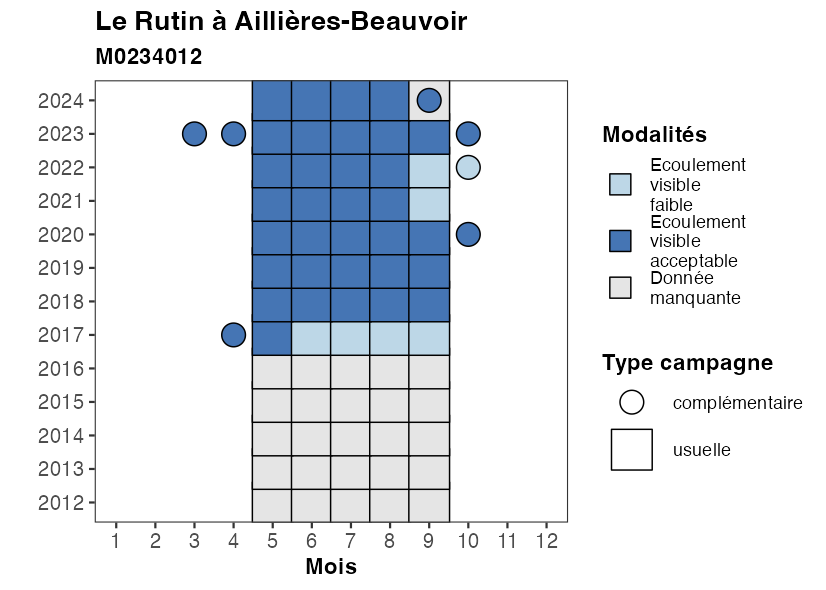 Le Rutin à Aillières-Beauvoir
M0234012
2024
2023
2022
2021
2020
2019
2018
2017
2016
2015
2014
2013
2012
1 2 3 4 5 6 7 8 9 10 11 12
Mois
Modalités
Ecoulement
visible
faible
Ecoulement
visible
acceptable
Donnée
manquante
Type campagne
complémentaire
usuelle